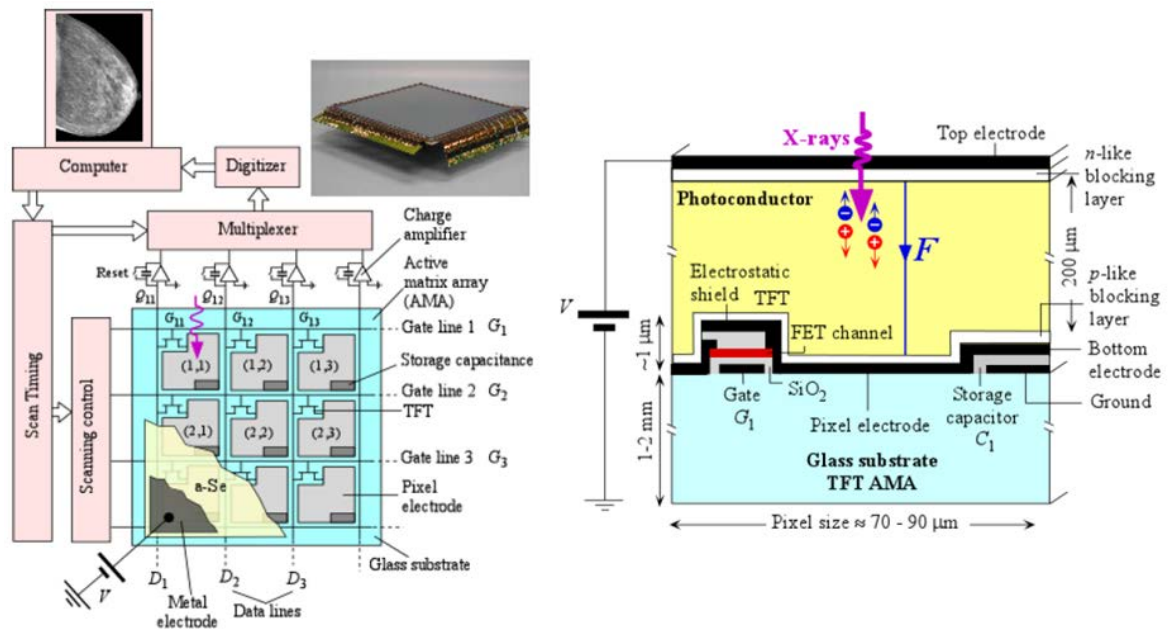 Computer
Digitizer
Multiplexer
Charge
amplifier
Reset
Active
matrix array
(AMA)
Q11
Q12
Q13
G11
G12
G13
Gate line 1 G1
(1,1)
(1,2)
(1,3)
Storage capacitance
Gate line 2 G2
TFT
(2,1)
(2,2)
(2,3)
Gate line 3 G3
a-Se
Pixel
electrode
Scan Timing
Scanning control
Glass substrate
V
D1
D2
D3
Metal
electrode
Data lines
X-rays
Top electrode
n-like
blocking
layer
Photoconductor
F
200 μm
Electrostatic
shield
TFT
FET channel
p-like
blocking
layer
V
~1 μm
Bottom
electrode
Gate
G1
SiO2
Pixel electrode
Storage
capacitor
C1
Ground
1-2 mm
Glass substrate
TFT AMA
Pixel size ≈ 70 - 90 μm